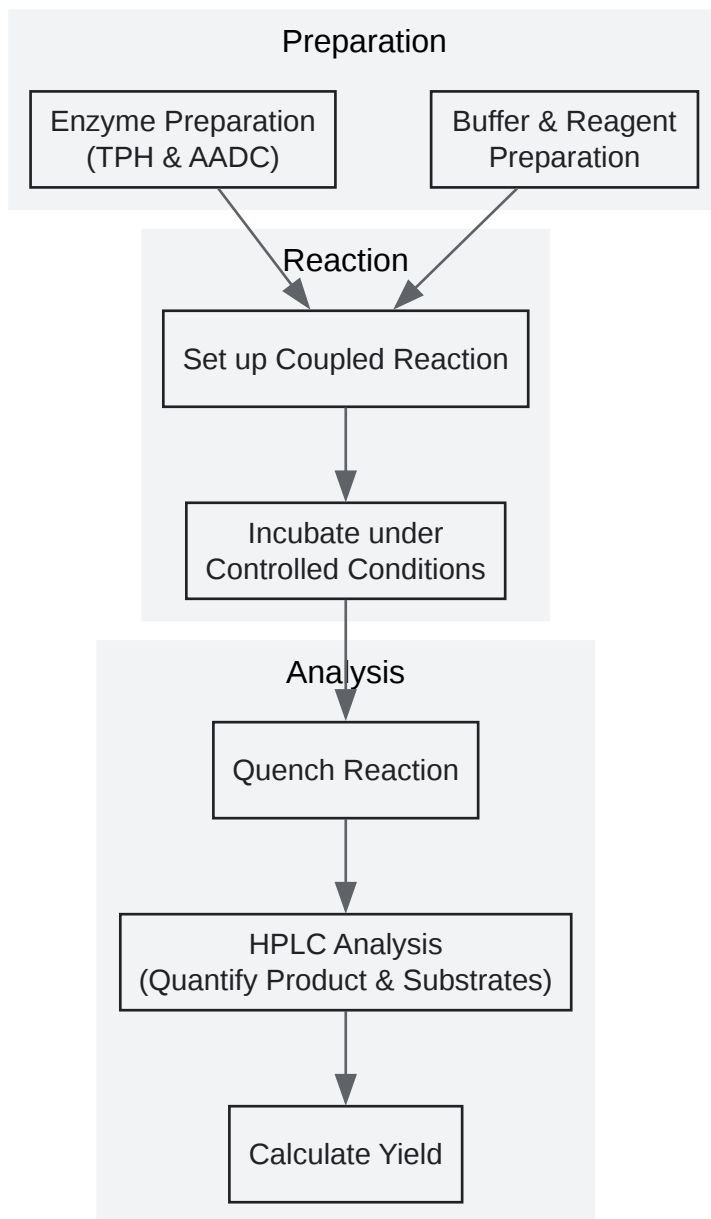 Preparation
Enzyme Preparation
(TPH & AADC)
Buffer & Reagent
Preparation
Reaction
Set up Coupled Reaction
Incubate under
Controlled Conditions
Analysis
Quench Reaction
HPLC Analysis
(Quantify Product & Substrates)
Calculate Yield